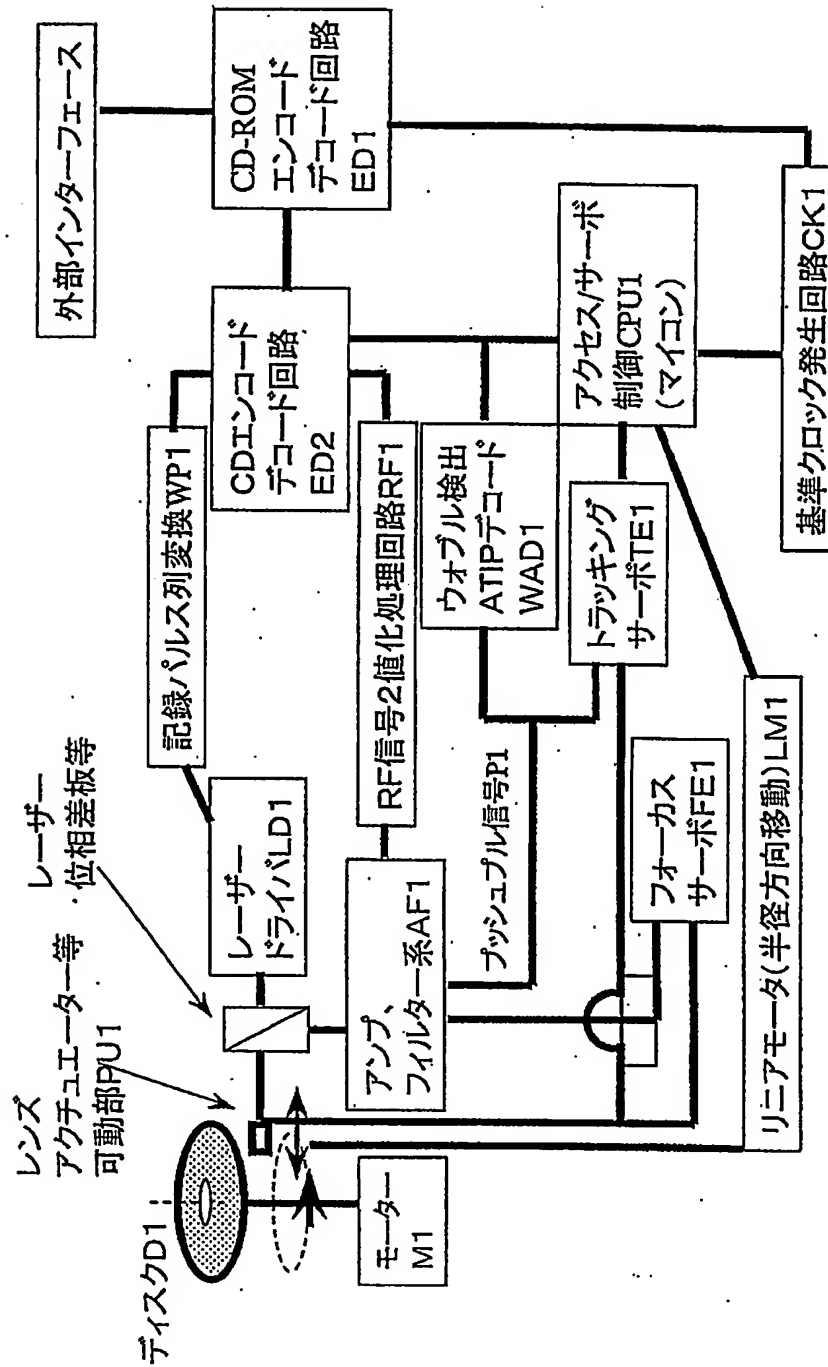 ディスクD1
レンズ
アクチュエーター等
可動部PU1
レーザー
位相差板等
モーター
M1
レーザー
ドライバLD1
記録パルス列変換WP1
CDエンコード
デコード回路
ED2
CD-ROM
エンコード
デコード回路
ED1
外部インターフェース
アンプ、
フィルター系AF1
RF信号2値化処理回路RF1
プッシュプル信号P1
ウォブル検出
ATIPデコード
WAD1
アクセス/サーボ
制御CPU1
(マイコン)
トラッキング
サーボTE1
フォーカス
サーボFE1
リニアモータ(半径方向移動)LM1
基準クロック発生回路CK1